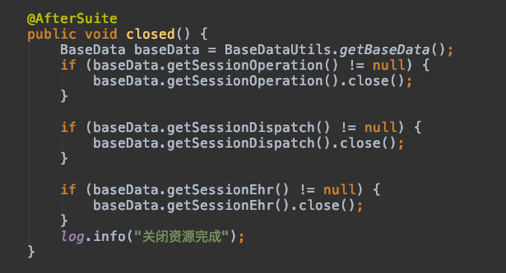 @AfterSuite
public void closed() {
    BaseData baseData = BaseDataUtils.getBaseData();
    if (baseData.getSessionOperation() != null) {
        baseData.getSessionOperation().close();
    }

    if (baseData.getSessionDispatch() != null) {
        baseData.getSessionDispatch().close();
    }

    if (baseData.getSessionEhr() != null) {
        baseData.getSessionEhr().close();
    }
    log.info("关闭资源完成");
}